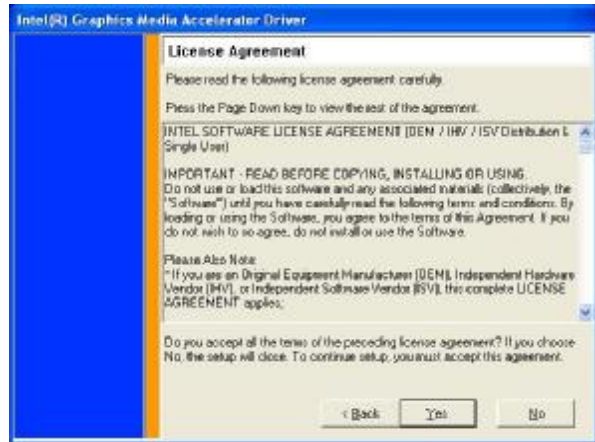 Intel(R) Graphics Media Accelerator Driver
License Agreement
Please read the following license agreement carefully.
Press the Page Down key to view the rest of the agreement.
INTEL SOFTWARE LICENSE AGREEMENT (OEM / IHV / ISV Distribution &
Single User)
IMPORTANT - READ BEFORE COPYING, INSTALLING OR USING.
Do not use or load this software and any associated materials (collectively, the
"Software") until you have carefully read the following terms and conditions. By
loading or using the Software, you agree to the terms of this Agreement. If you
do not wish to so agree, do not install or use the Software.
Please Also Note:
* If you are an Original Equipment Manufacturer (OEM), Independent Hardware
Vendor (IHV), or Independent Software Vendor (ISV), this complete LICENSE
AGREEMENT applies;
Do you accept all the terms of the preceding license agreement? If you choose
No, the setup will close. To continue setup, you must accept this agreement.
< Back Yes No